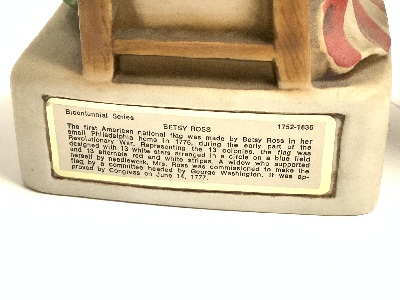 Bicentennial Series
BETSY ROSS 1752-1836
The first American national flag was made by Betsy Ross in her
small Philadelphia home in 1776, during the early part of the
Revolutionary War. Representing the 13 colonies, the flag was
designed with 13 white stars arranged in a circle on a blue field
and 13 alternate red and white stripes. A widow who supported
herself by needlework, Mrs. Ross was commissioned to make the
flag by a committee headed by George Washington. It was ap-
proved by Congress on June 14, 1777.